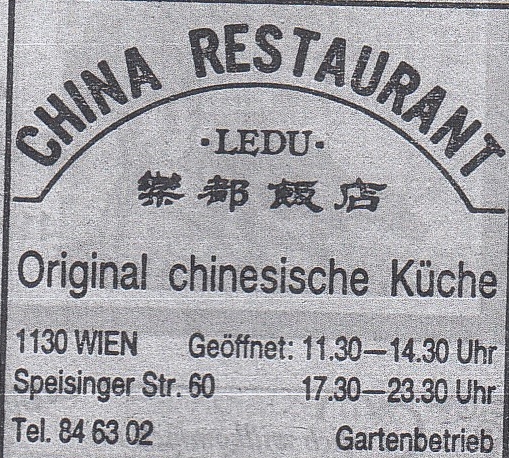 CHINA RESTAURANT
·LEDU·
樂都飯店
Original chinesische Küche
1130 WIEN Geöffnet: 11.30—14.30 Uhr
Speisinger Str. 60 17.30—23.30 Uhr
Tel. 84 63 02 Gartenbetrieb